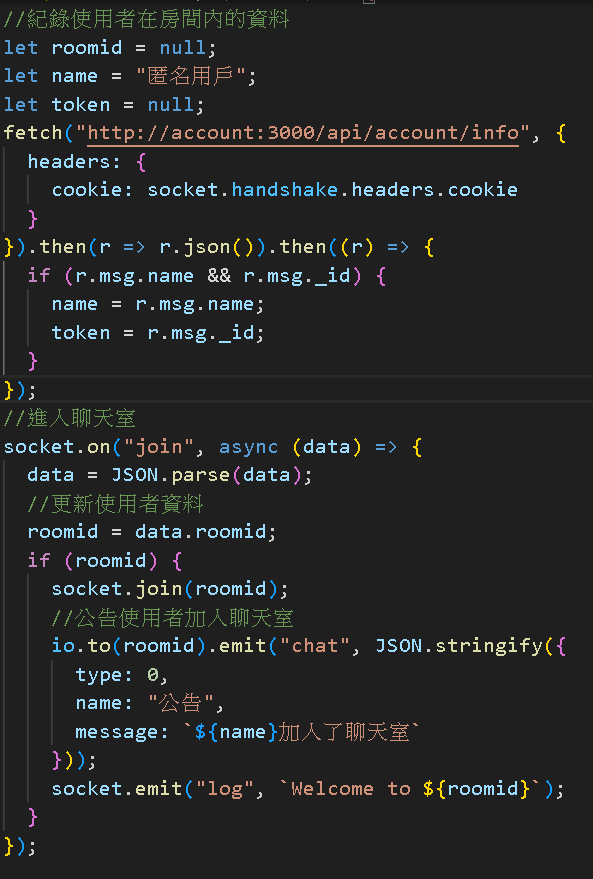 //紀錄使用者在房間內的資料
let roomid = null;
let name = "匿名用戶";
let token = null;
fetch("http://account:3000/api/account/info", {
  headers: {
    cookie: socket.handshake.headers.cookie
  }
}).then(r => r.json()).then((r) => {
  if (r.msg.name && r.msg._id) {
    name = r.msg.name;
    token = r.msg._id;
  }
});
//進入聊天室
socket.on("join", async (data) => {
  data = JSON.parse(data);
  //更新使用者資料
  roomid = data.roomid;
  if (roomid) {
    socket.join(roomid);
    //公告使用者加入聊天室
    io.to(roomid).emit("chat", JSON.stringify({
      type: 0,
      name: "公告",
      message: `${name}加入了聊天室`
    }));
    socket.emit("log", `Welcome to ${roomid}`);
  }
});